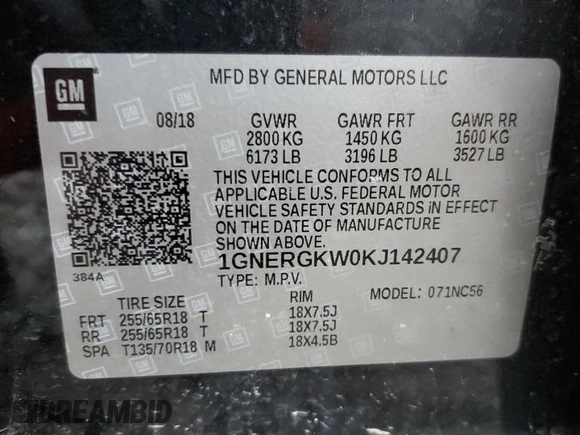 GM
MFD BY GENERAL MOTORS LLC
08/18 GVWR GAWR FRT GAWR RR
2800 KG 1450 KG 1600 KG
6173 LB 3196 LB 3527 LB
THIS VEHICLE CONFORMS TO ALL
APPLICABLE U.S. FEDERAL MOTOR
VEHICLE SAFETY STANDARDS IN EFFECT
ON THE DATE OF MANUFACTURE
SHOWN ABOVE.
384A
1GNERGKW0KJ142407
TYPE: M.P.V. MODEL: 071NC56
TIRE SIZE RIM
FRT 255/65R18 T 18X7.5J
RR 255/65R18 T 18X7.5J
SPA T135/70R18 M 18X4.5B
DREAMBID